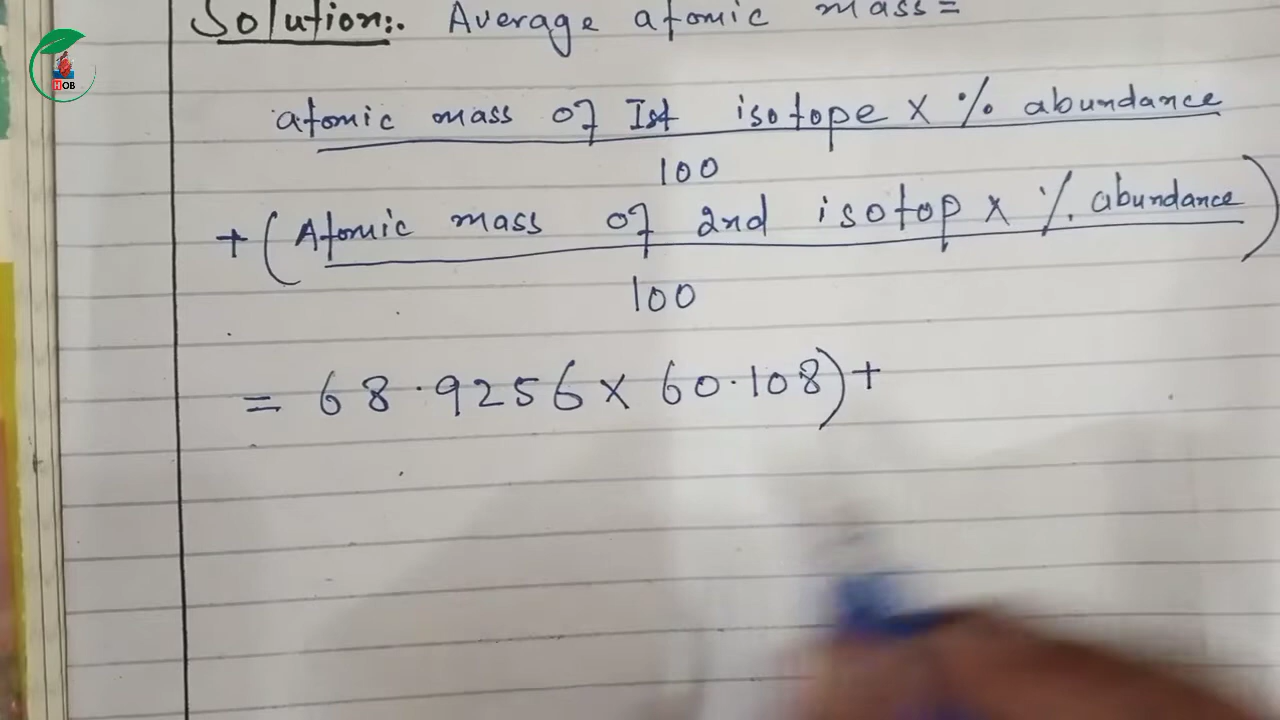 Solution:. Average atomic mass =
atomic mass of Ist isotope x % abundance
100
+ (Atomic mass of 2nd isotop x % abundance)
100
= 68.9256 x 60.108) +
HOB